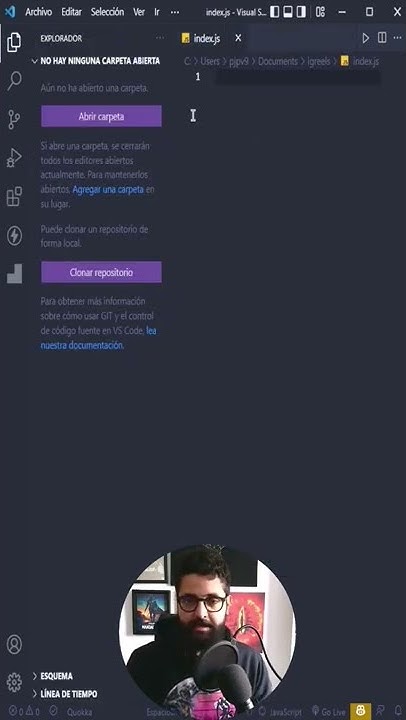 Archivo Editar Selección Ver Ir ... index.js - Visual S...
EXPLORADOR ...
NO HAY NINGUNA CARPETA ABIERTA
Aún no ha abierto una carpeta.
Abrir carpeta
Si abre una carpeta, se cerrarán
todos los editores abiertos
actualmente. Para mantenerlos
abiertos, Agregar una carpeta en
su lugar.
Puede clonar un repositorio de
forma local.
Clonar repositorio
Para obtener más información
sobre cómo usar GIT y el control
de código fuente en VS Code, lea
nuestra documentación.
ESQUEMA
LÍNEA DE TIEMPO
JS index.js
C: > Users > pjpv9 > Documents > igreels > JS index.js
1
0 0 Quokka Espacio JavaScript Go Live